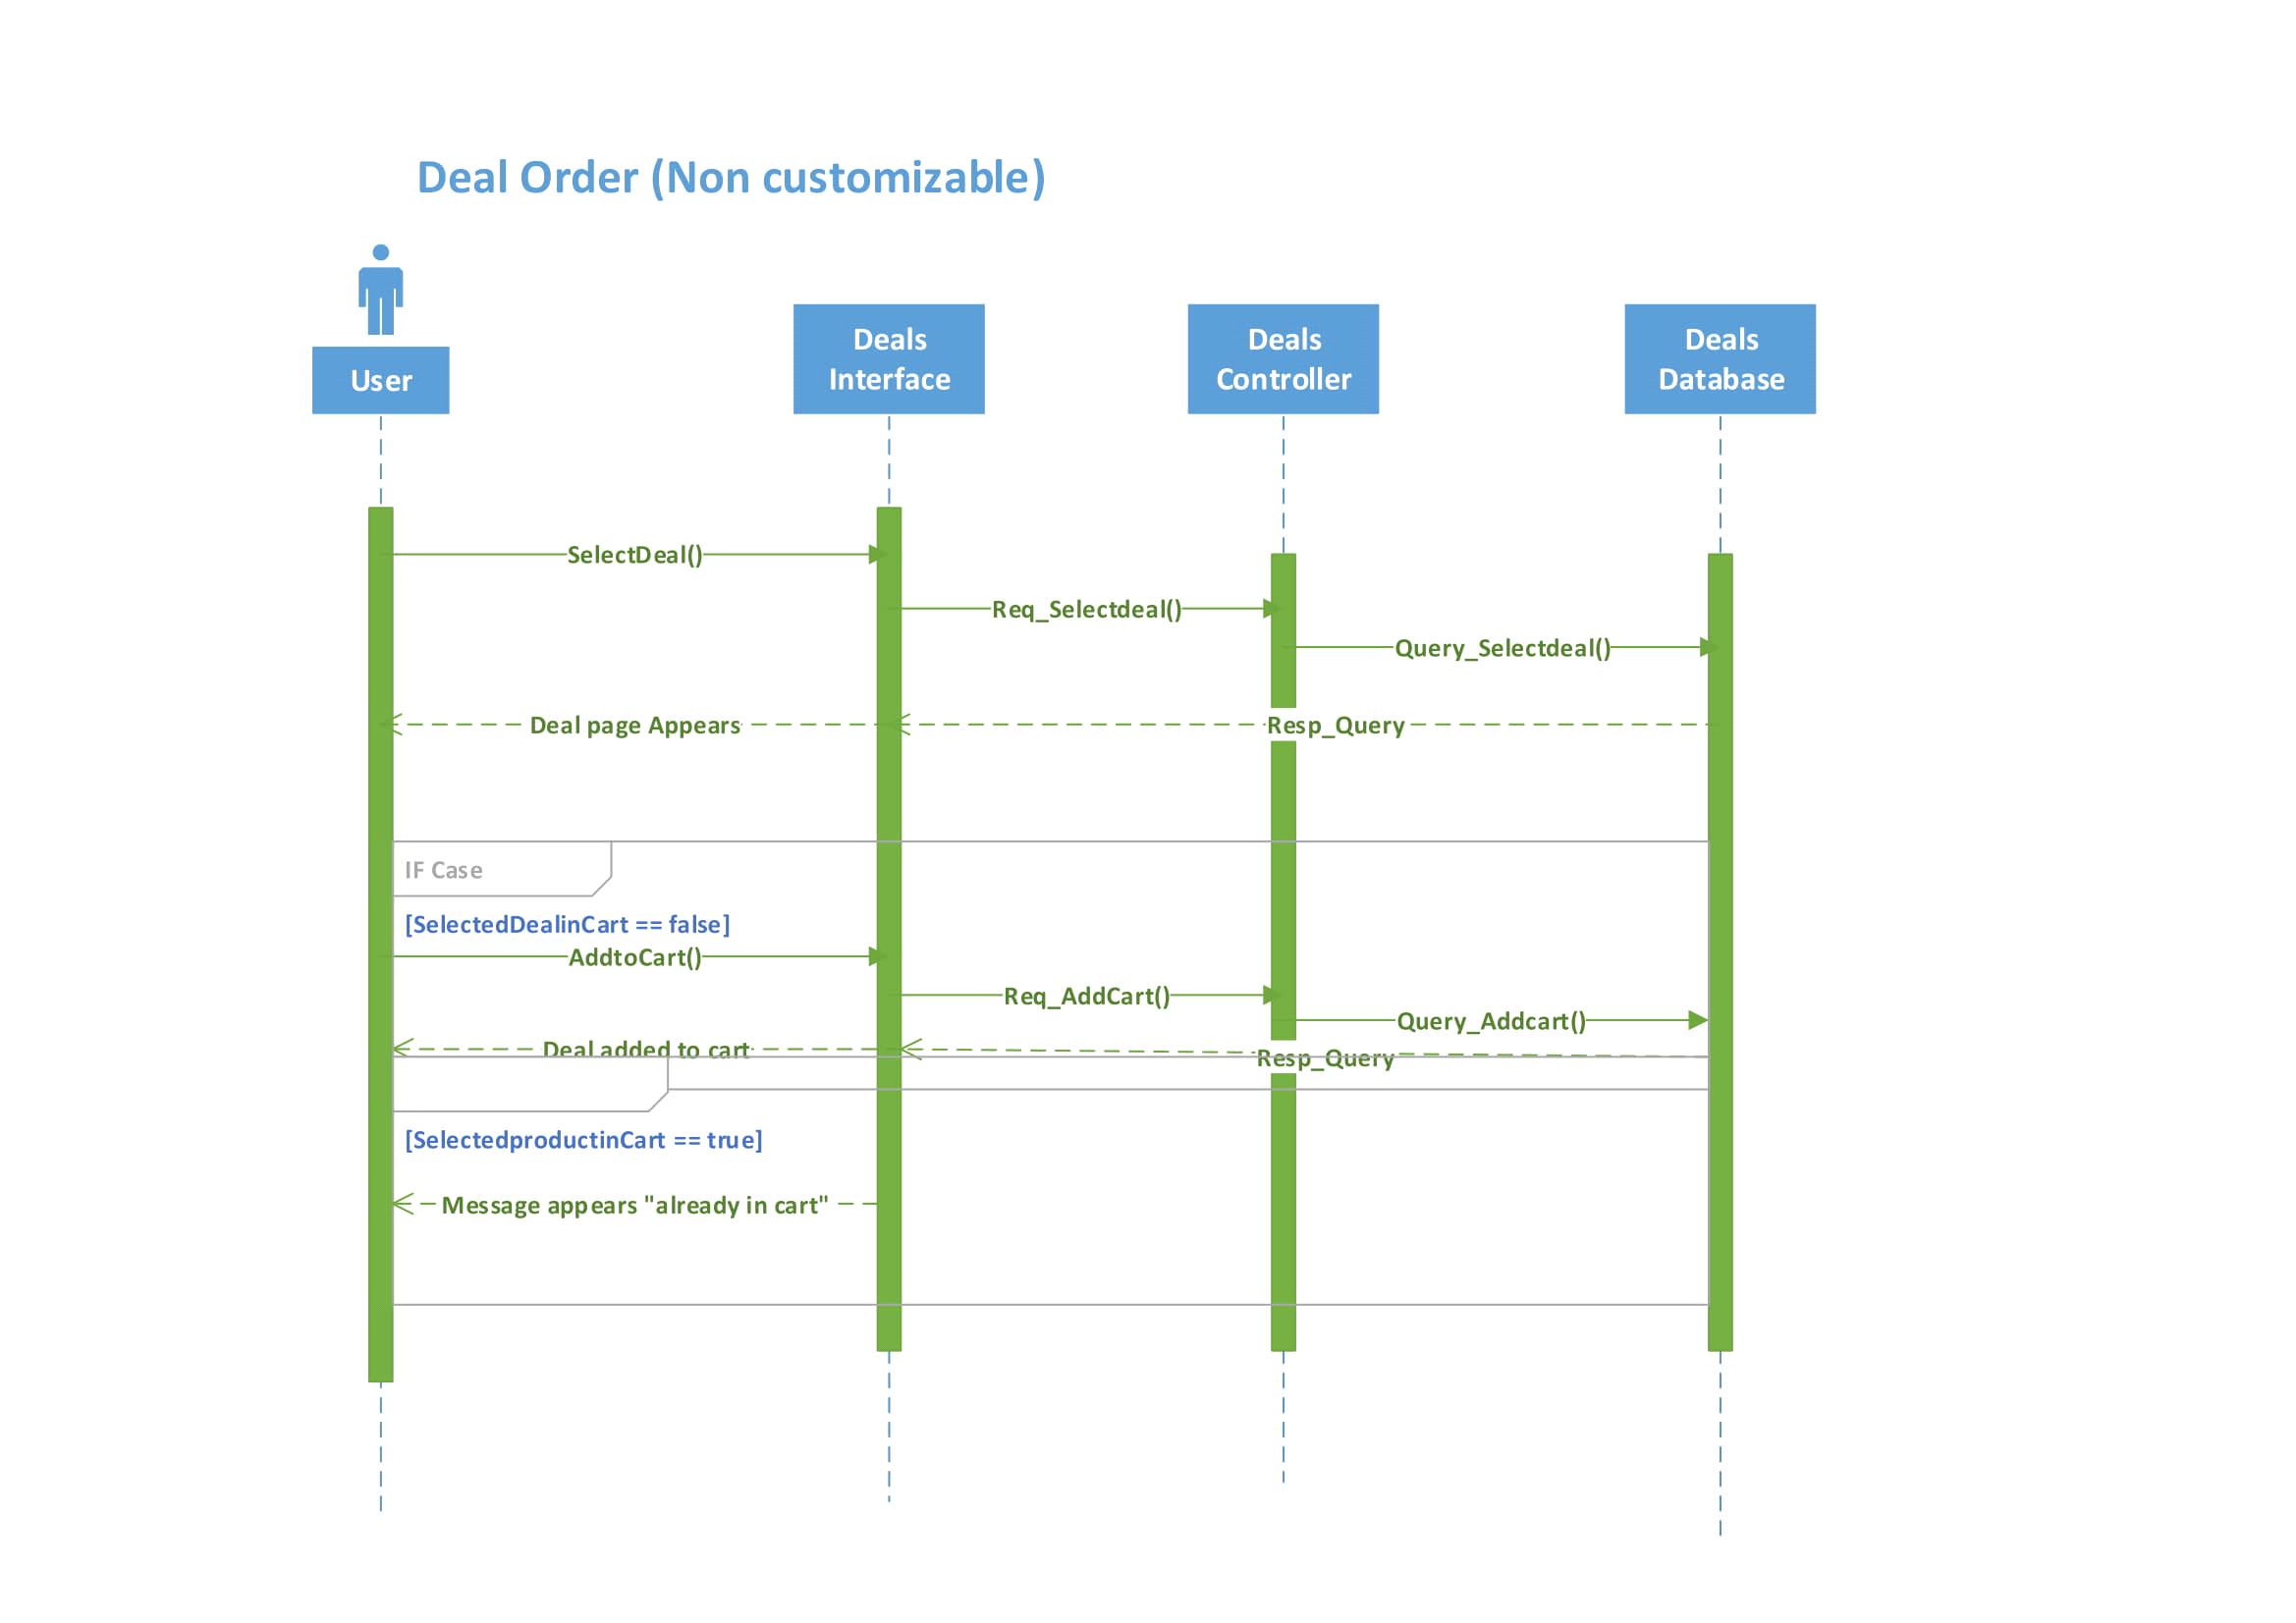 Deal Order (Non customizable)
User
Deals
Interface
Deals
Controller
Deals
Database
SelectDeal()
Req_Selectdeal()
Query_Selectdeal()
Deal page Appears
Resp_Query
IF Case
[SelectedDealinCart == false]
AddtoCart()
Req_AddCart()
Query_Addcart()
Deal added to cart
Resp_Query
[SelectedproductinCart == true]
Message appears "already in cart"